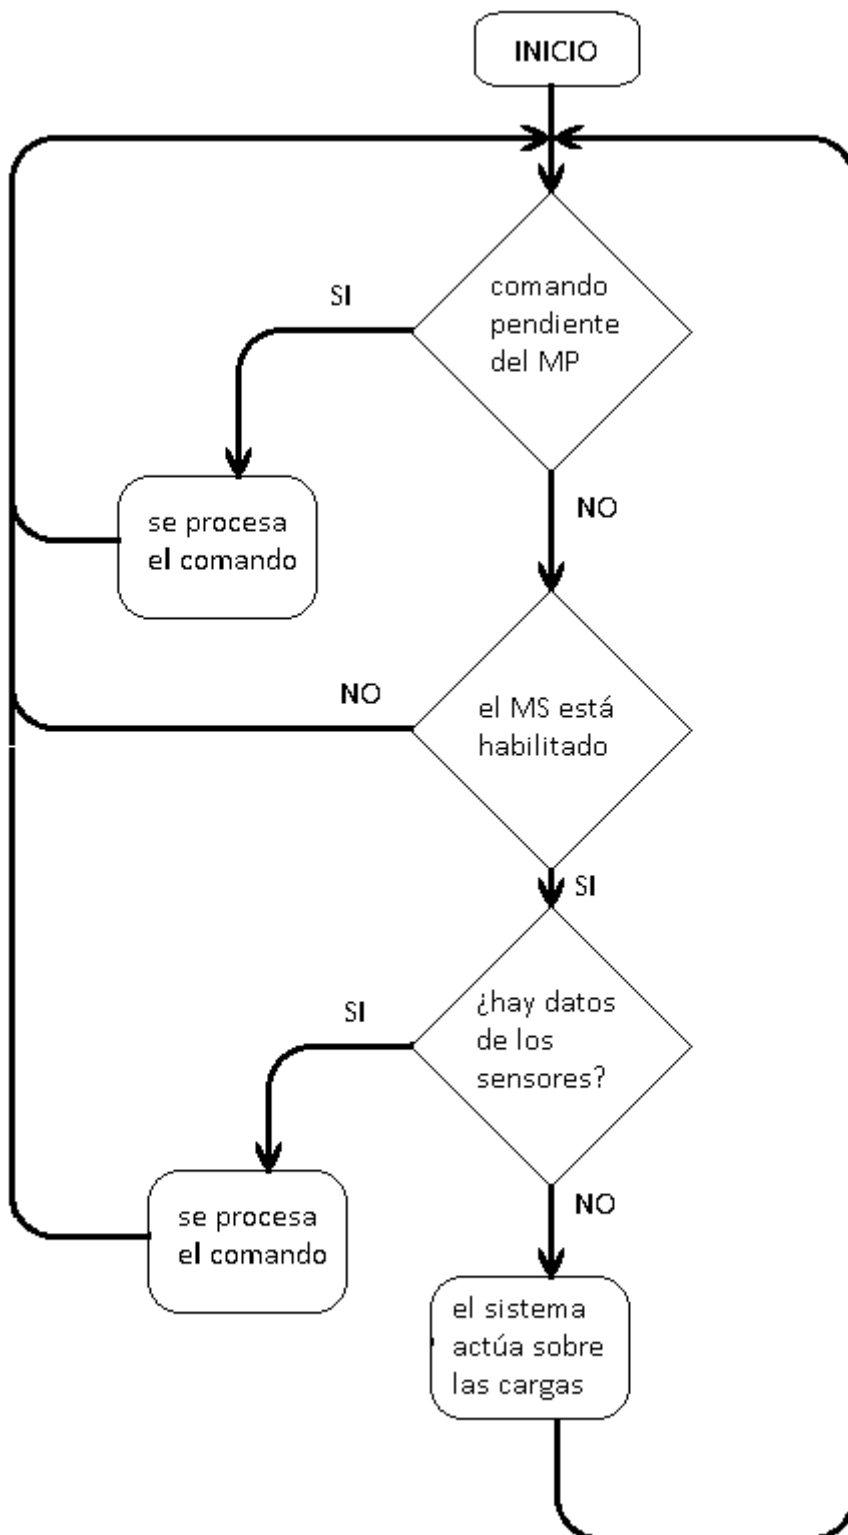 INICIO
SI
comando
pendiente
del MP
NO
se procesa
el comando
NO
el MS está
habilitado
SI
SI
¿hay datos
de los
sensores?
NO
se procesa
el comando
el sistema
actúa sobre
las cargas